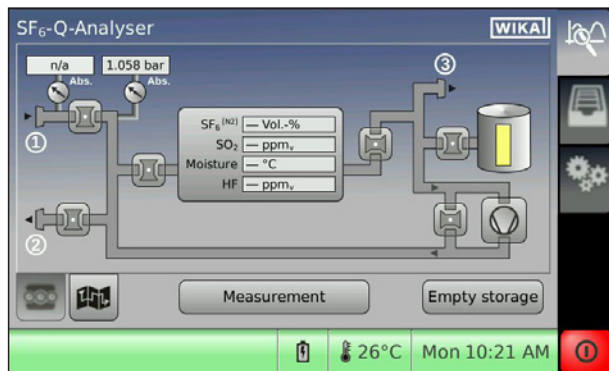 SF₆-Q-Analyser
WIKA
n/a
1.058 bar
Abs.
Abs.
①
③
SF₆ (N2) — Vol.-%
SO₂ — ppmᵥ
Moisture — °C
HF — ppmᵥ
②
Measurement
Empty storage
26°C
Mon 10:21 AM